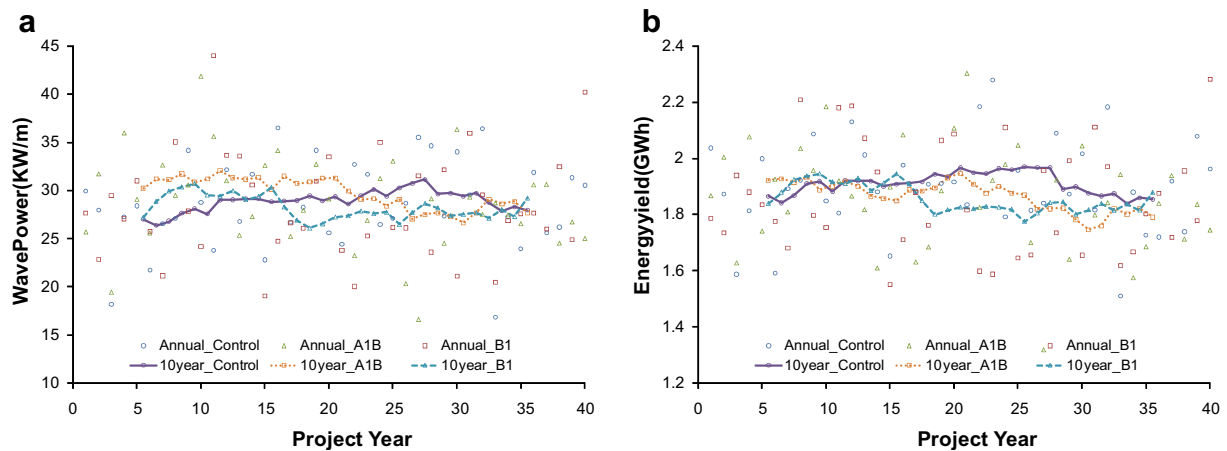 a
45
40
35
30
25
20
15
10
WavePower(KW/m)
Annual_Control Annual_A1B Annual_B1
10year_Control 10year_A1B 10year_B1
0 5 10 15 20 25 30 35 40
Project Year
b
2.4
2.2
2
1.8
1.6
1.4
1.2
Energyyield(GWh)
Annual_Control Annual_A1B Annual_B1
10year_Control 10year_A1B 10year_B1
0 5 10 15 20 25 30 35 40
Project Year